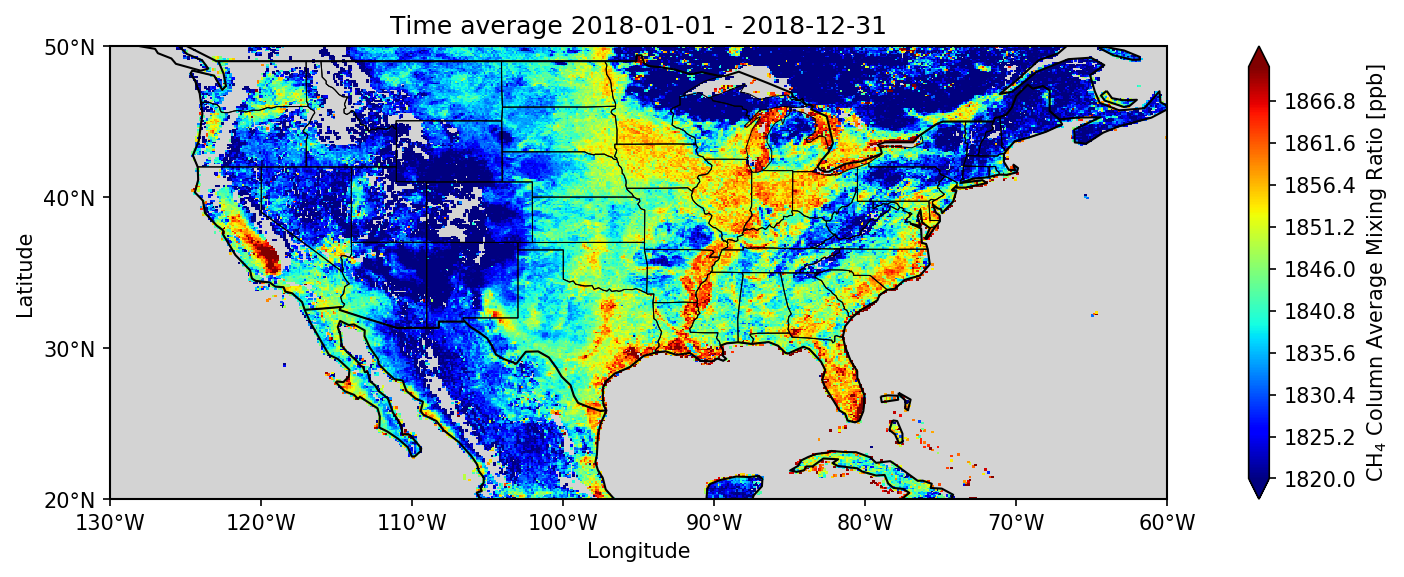 Time average 2018-01-01 - 2018-12-31
50°N
40°N
30°N
20°N
Latitude
130°W
120°W
110°W
100°W
90°W
80°W
70°W
60°W
Longitude
1866.8
1861.6
1856.4
1851.2
1846.0
1840.8
1835.6
1830.4
1825.2
1820.0
CH₄ Column Average Mixing Ratio [ppb]